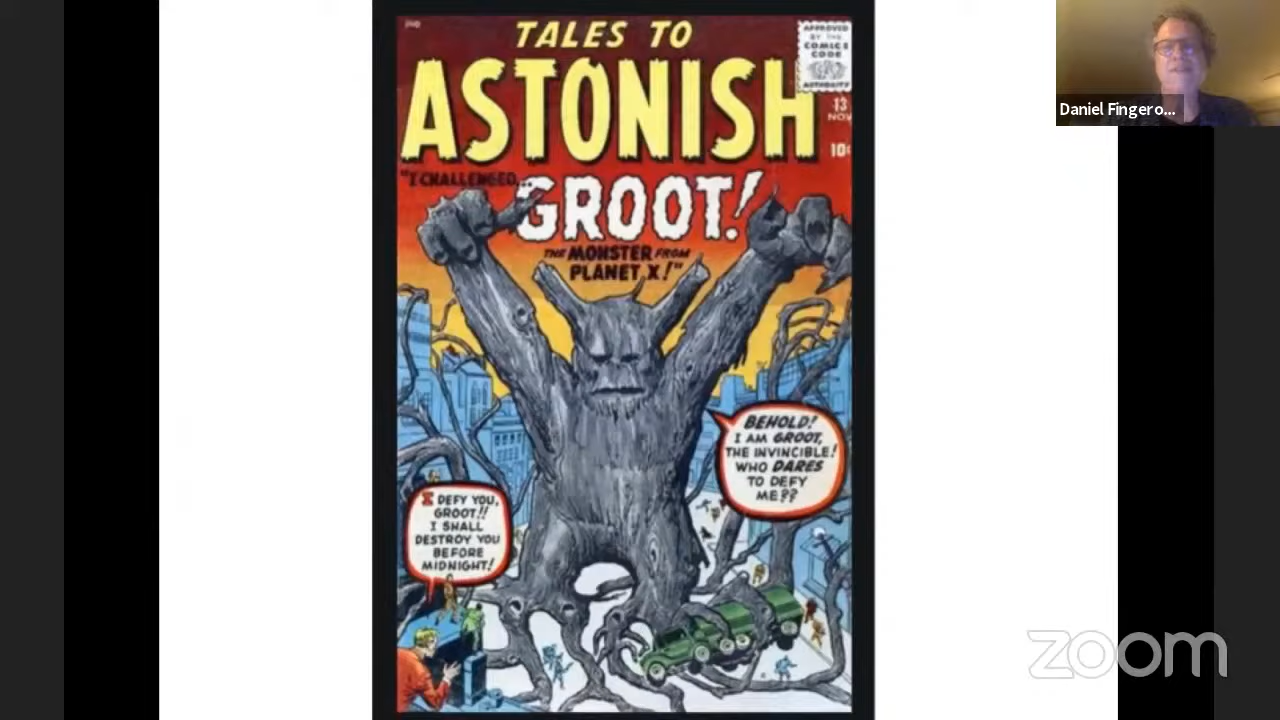 IND
TALES TO
ASTONISH
APPROVED
BY THE
COMICS
CODE
AUTHORITY
13
NOV
10¢
"I CHALLENGED...
GROOT!
THE MONSTER FROM
PLANET X!"
BEHOLD!
I AM GROOT,
THE INVINCIBLE!
WHO DARES
TO DEFY
ME??
I DEFY YOU,
GROOT!!
I SHALL
DESTROY YOU
BEFORE
MIDNIGHT!
Daniel Fingero...
zoom